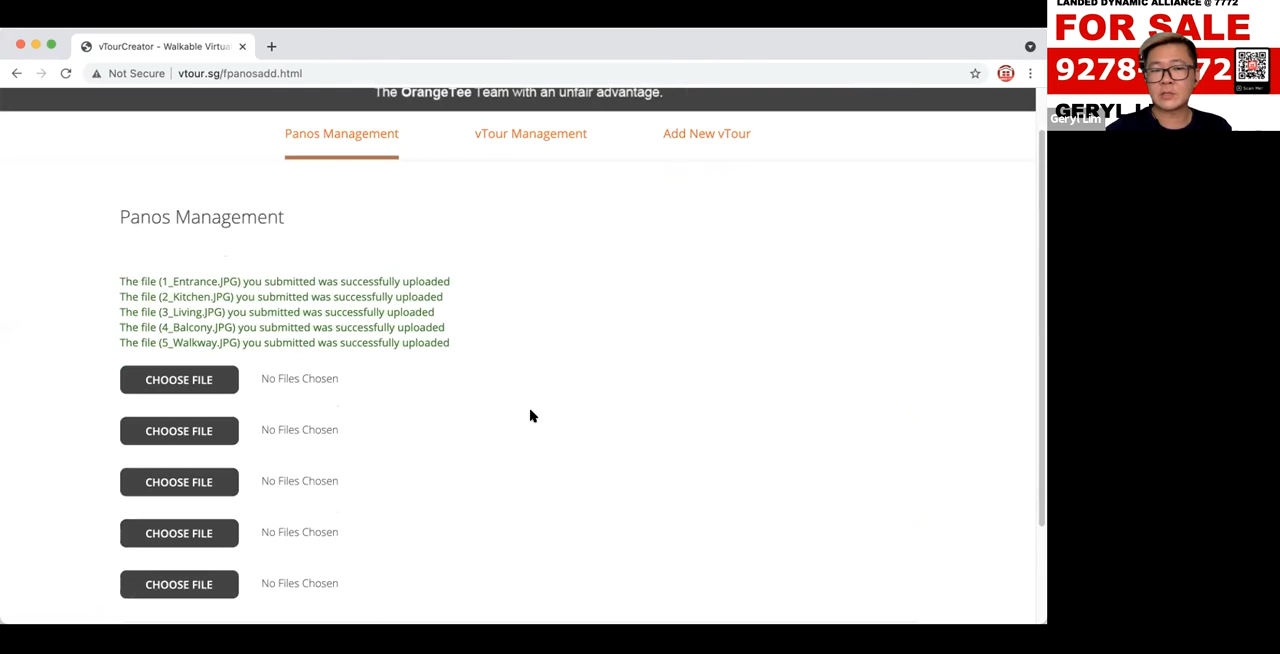 LANDED DYNAMIC ALLIANCE @ 7772
FOR SALE
vTourCreator - Walkable Virtua
Not Secure
vtour.sg/fpanosadd.html
Scan Me!
Geryl Lim
The OrangeTee Team with an unfair advantage.
Panos Management
vTour Management
Add New vTour
Panos Management
The file (1_Entrance.JPG) you submitted was successfully uploaded
The file (2_Kitchen.JPG) you submitted was successfully uploaded
The file (3_Living.JPG) you submitted was successfully uploaded
The file (4_Balcony.JPG) you submitted was successfully uploaded
The file (5_Walkway.JPG) you submitted was successfully uploaded
CHOOSE FILE No Files Chosen
CHOOSE FILE No Files Chosen
CHOOSE FILE No Files Chosen
CHOOSE FILE No Files Chosen
CHOOSE FILE No Files Chosen